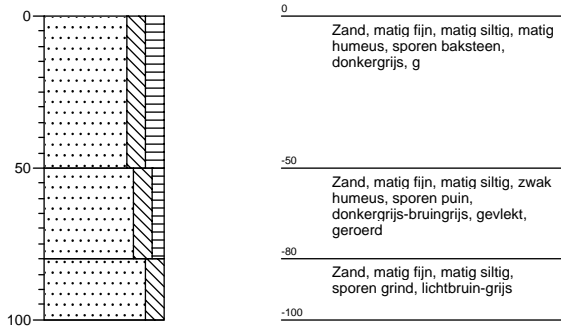 0
50
100
0
Zand, matig fijn, matig siltig, matig
humeus, sporen baksteen,
donkergrijs, g
-50
Zand, matig fijn, matig siltig, zwak
humeus, sporen puin,
donkergrijs-bruingrijs, gevlekt,
geroerd
-80
Zand, matig fijn, matig siltig,
sporen grind, lichtbruin-grijs
-100